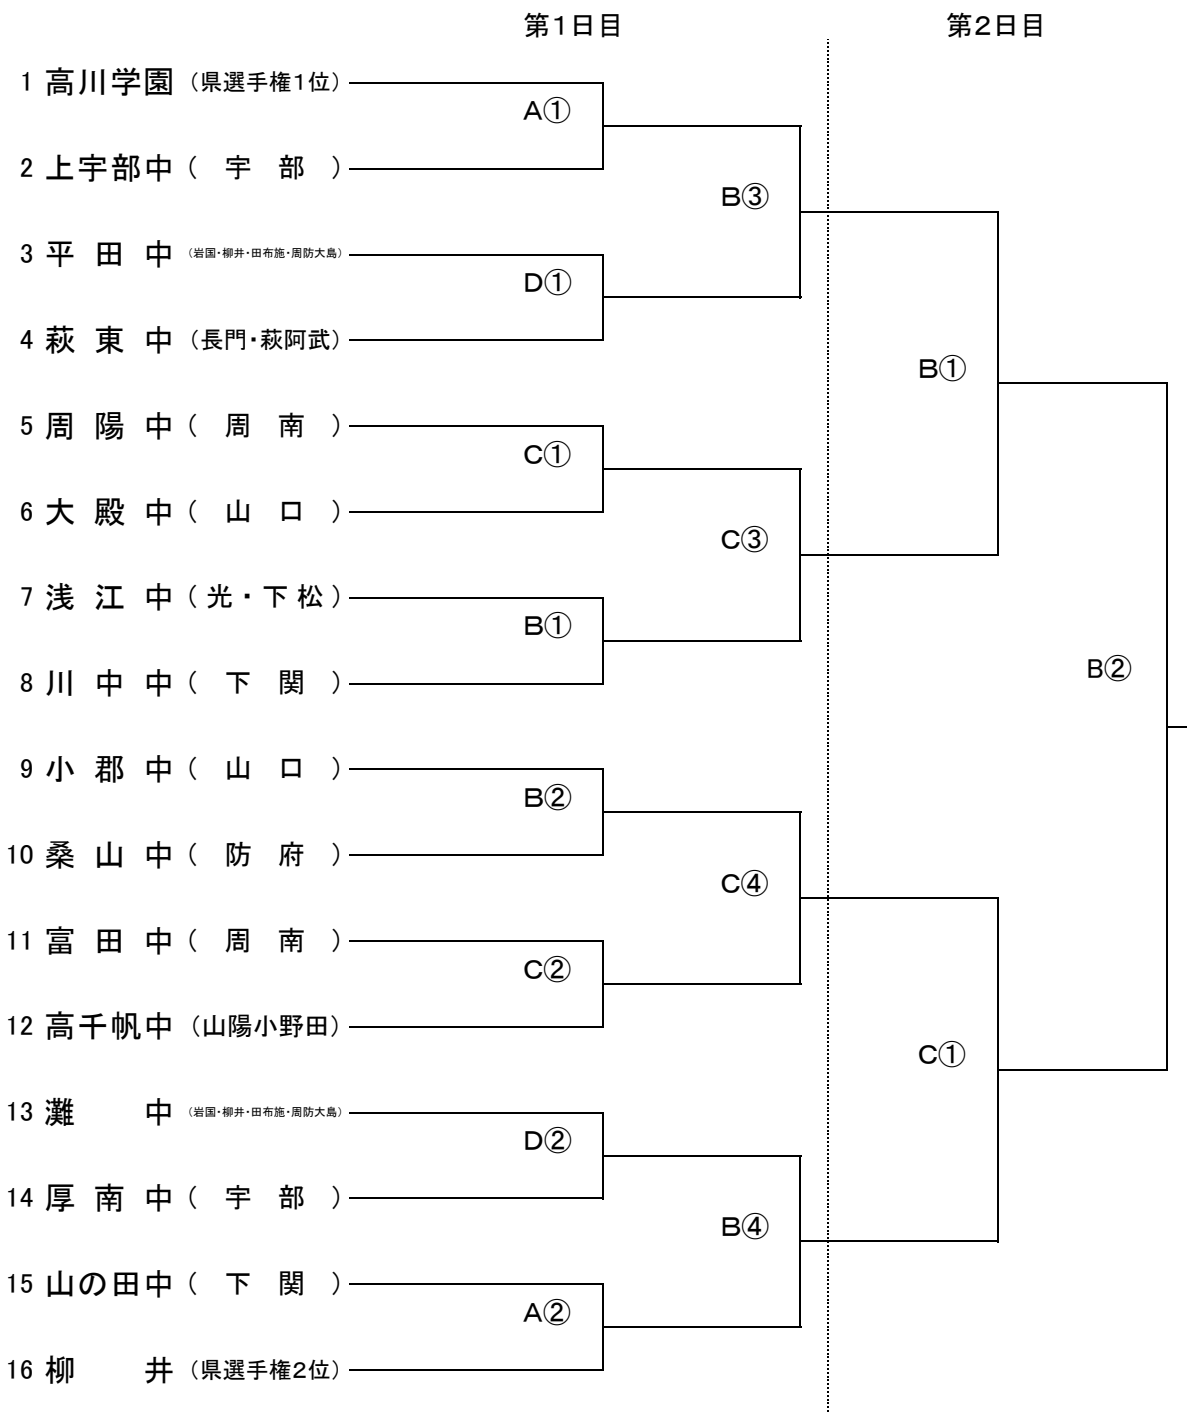 第1日目 第2日目
1 高川学園 (県選手権1位)
A①
2 上宇部中 ( 宇 部 )
B③
3 平 田 中 (岩国・柳井・田布施・周防大島)
D①
4 萩 東 中 (長門・萩阿武)
B①
5 周 陽 中 ( 周 南 )
C①
6 大 殿 中 ( 山 口 )
C③
7 浅 江 中 ( 光 ・ 下 松 )
B①
8 川 中 中 ( 下 関 )
B②
9 小 郡 中 ( 山 口 )
B②
10 桑 山 中 ( 防 府 )
C④
11 富 田 中 ( 周 南 )
C②
12 高千帆中 (山陽小野田)
C①
13 灘 中 (岩国・柳井・田布施・周防大島)
D②
14 厚 南 中 ( 宇 部 )
B④
15 山の田中 ( 下 関 )
A②
16 柳 井 (県選手権2位)